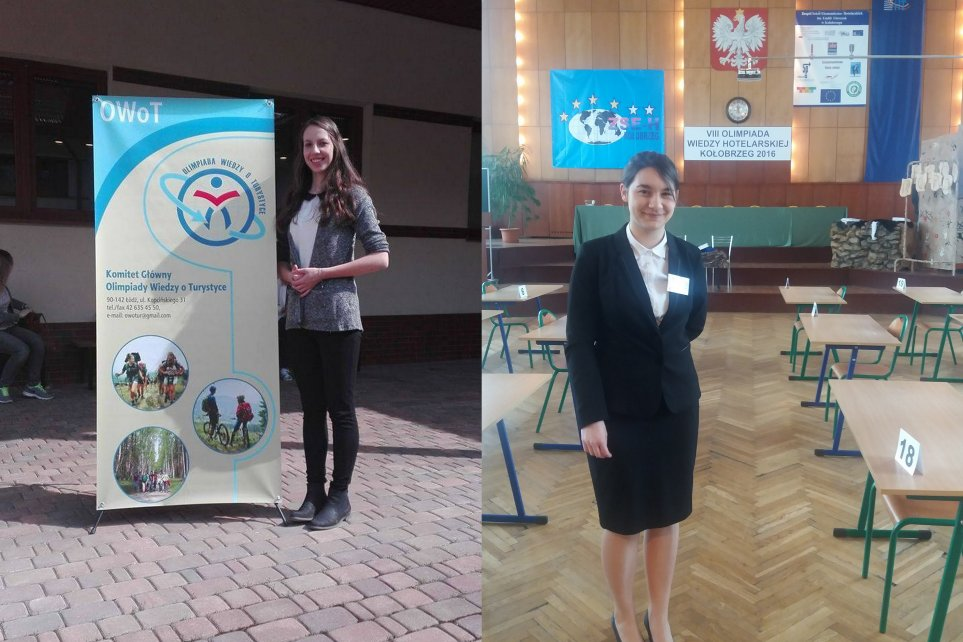 OWoT
OLIMPIADA WIEDZY O TURYSTYCE
Komitet Główny
Olimpiady Wiedzy o Turystyce
90-142 Łódź, ul. Kopcińskiego 31
tel./fax 42 635 45 50,
e-mail: owotur@gmail.com
VIII OLIMPIADA
WIEDZY HOTELARSKIEJ
KOŁOBRZEG 2016
18